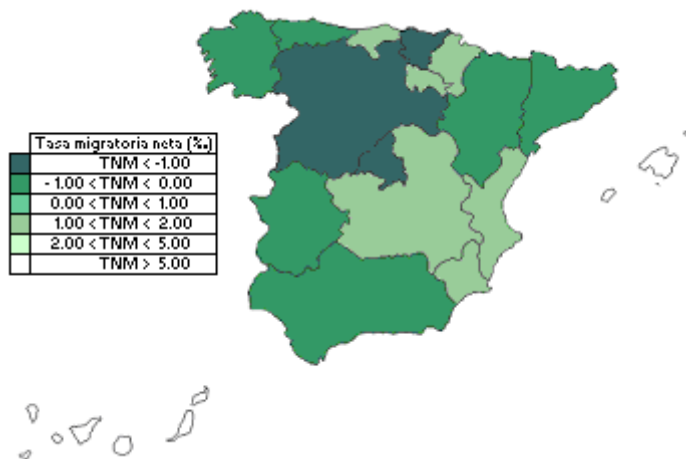 Tasa migratoria neta (‰)
TNM < -1.00
-1.00 <TNM < 0.00
0.00 <TNM < 1.00
1.00 <TNM < 2.00
2.00 <TNM < 5.00
TNM > 5.00